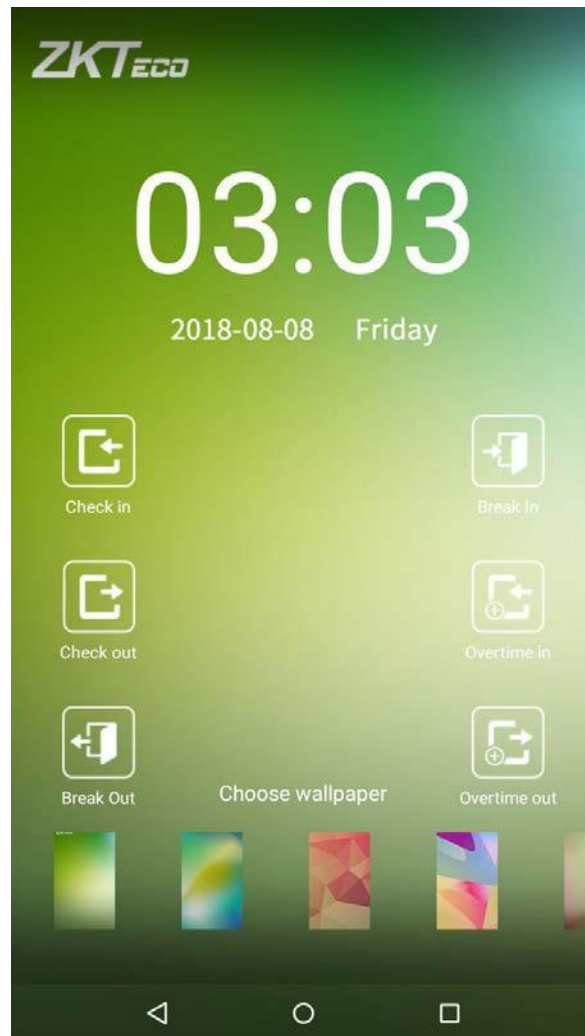 ZKTECO
03:03
2018-08-08 Friday
Check in
Break In
Check out
Overtime in
Break Out
Choose wallpaper
Overtime out